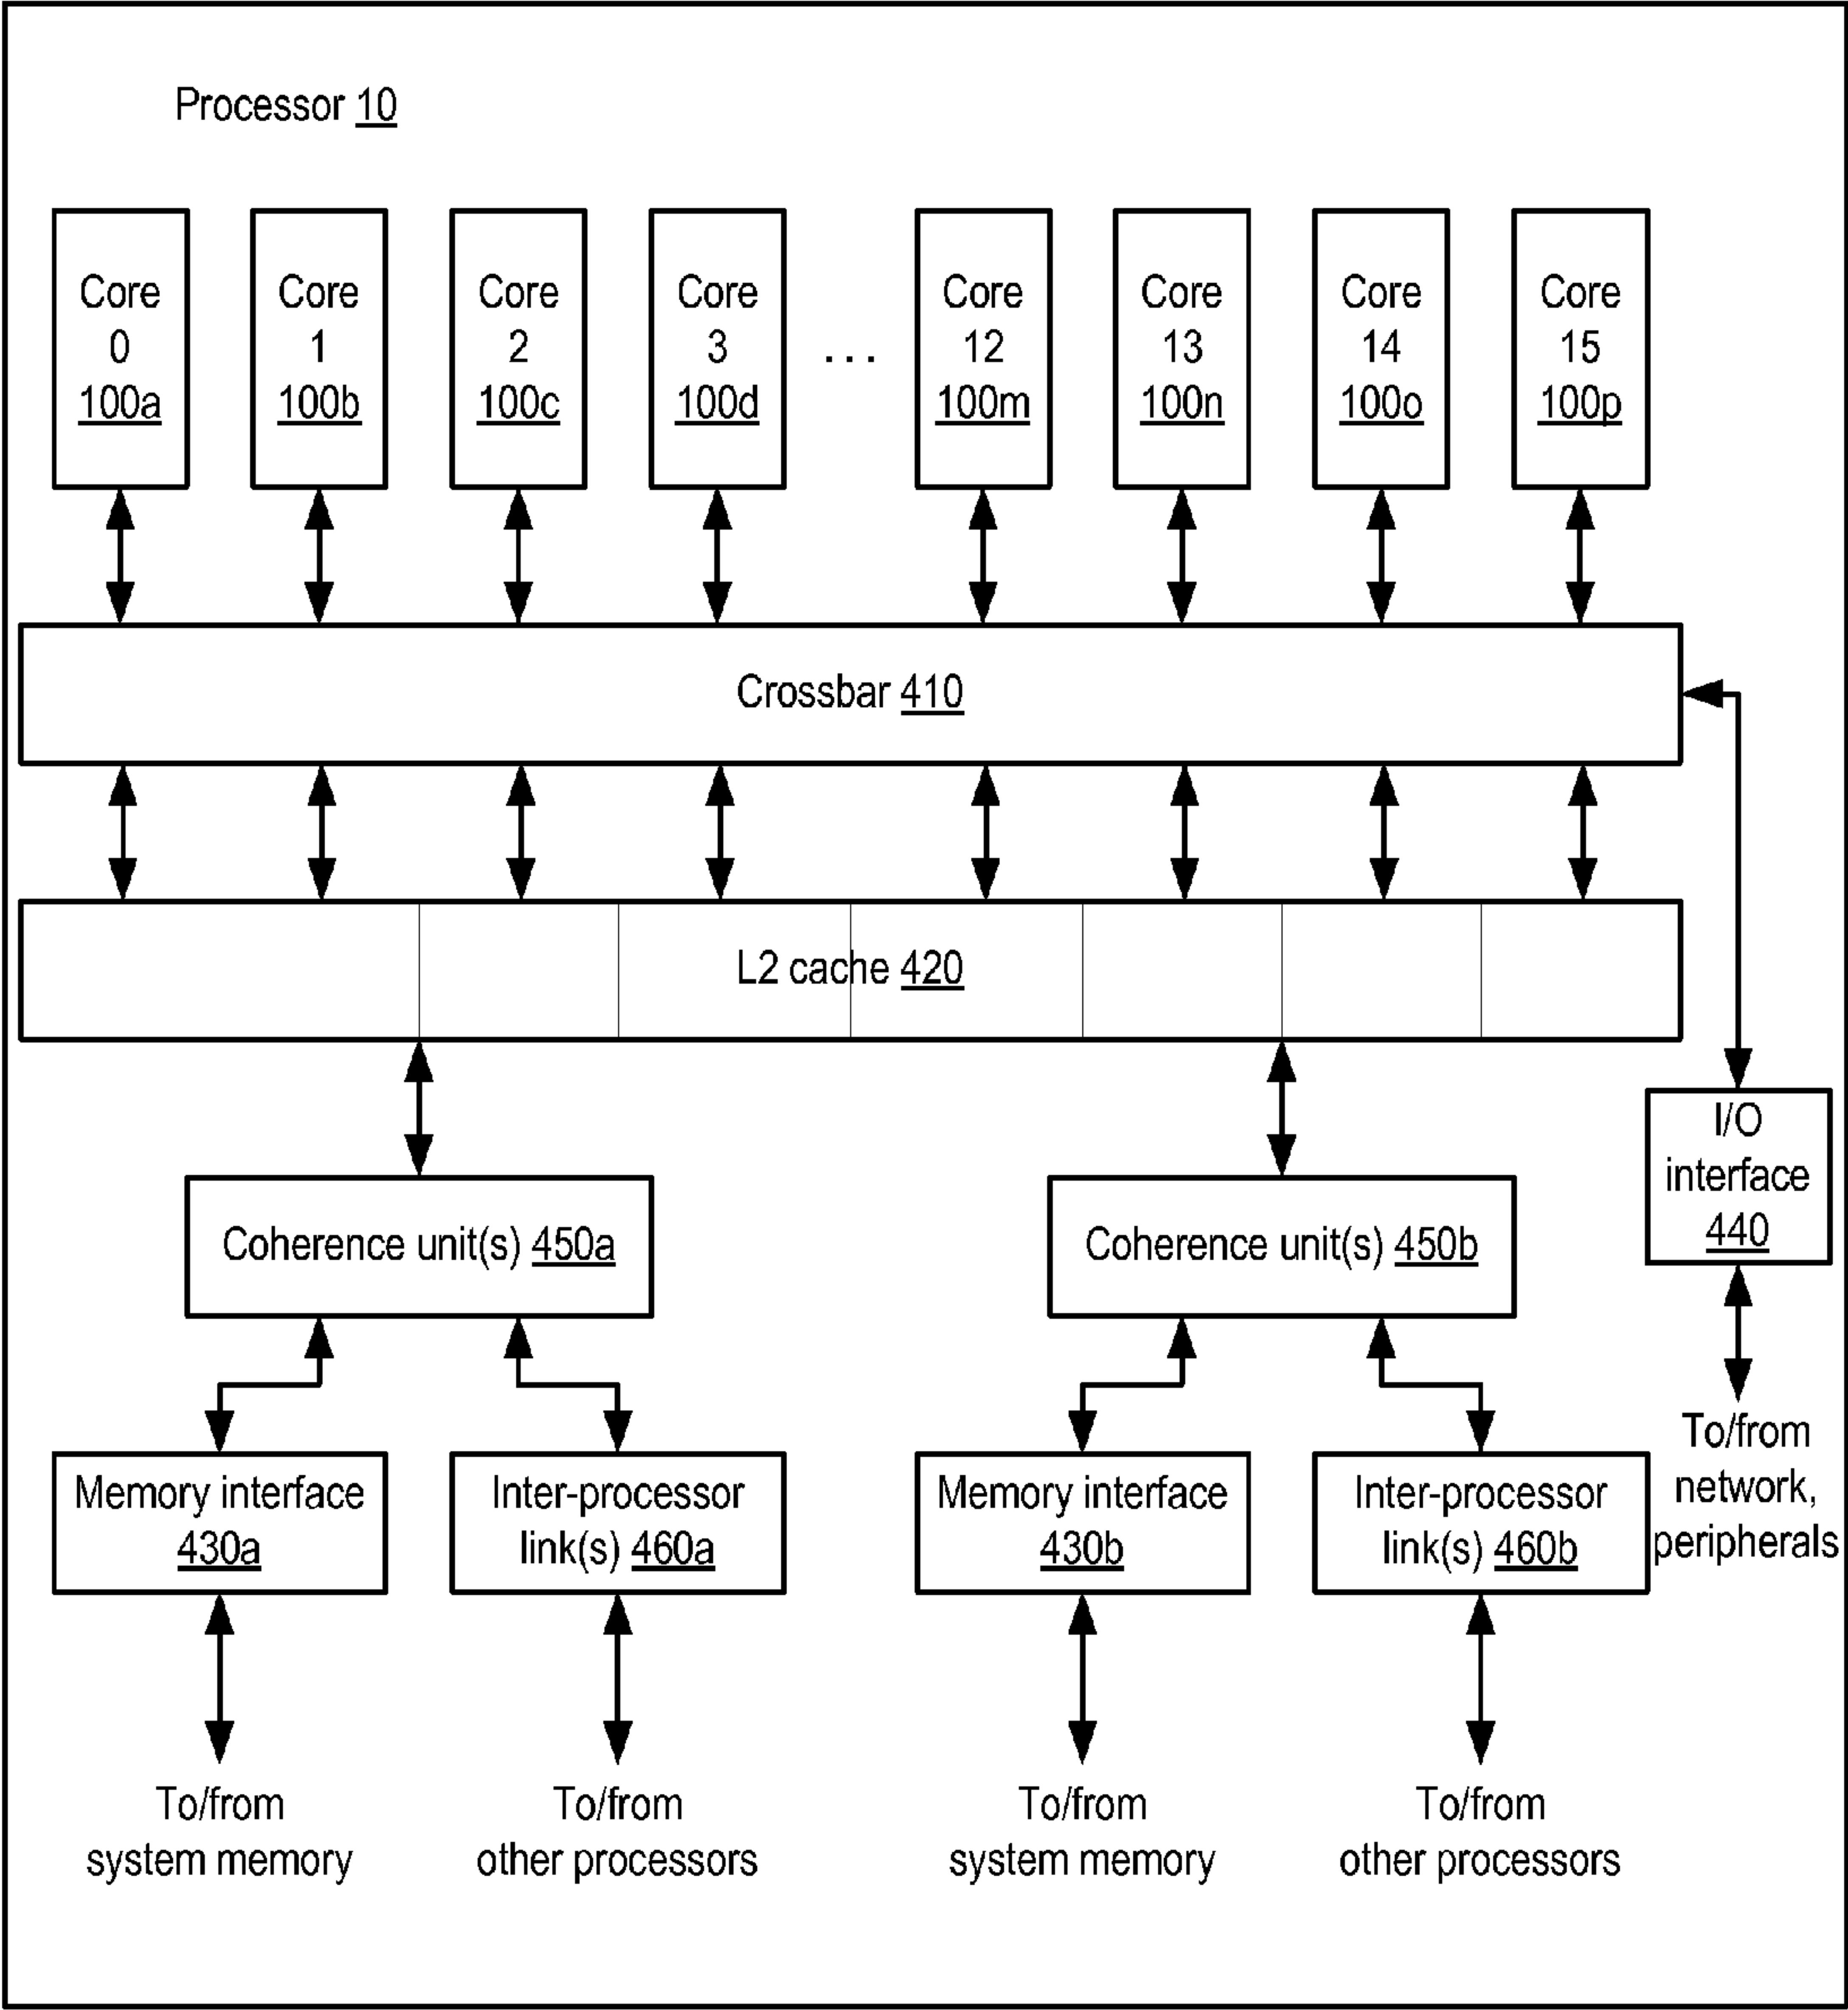 Processor 10
Core
0
100a
Core
1
100b
Core
2
100c
Core
3
100d
...
Core
12
100m
Core
13
100n
Core
14
100o
Core
15
100p
Crossbar 410
L2 cache 420
I/O
interface
440
Coherence unit(s) 450a
Coherence unit(s) 450b
To/from
network,
peripherals
Memory interface
430a
Inter-processor
link(s) 460a
Memory interface
430b
Inter-processor
link(s) 460b
To/from
system memory
To/from
other processors
To/from
system memory
To/from
other processors